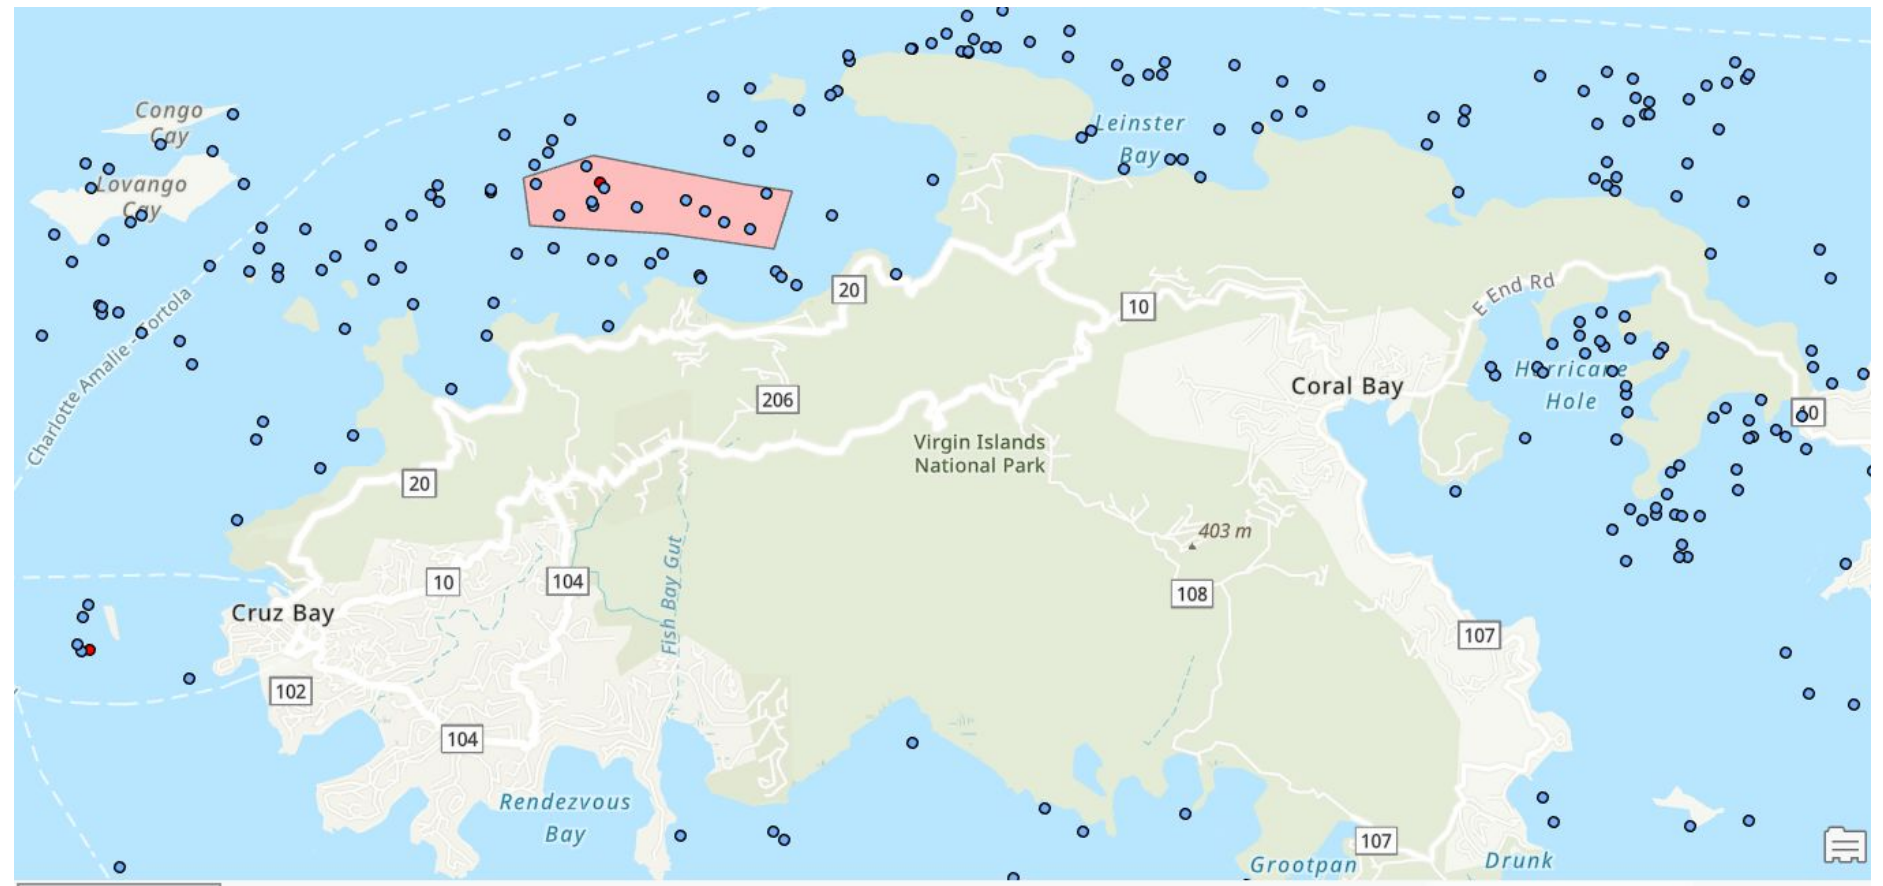 Congo
Cay
Lovango
Cay
Leinster
Bay
Charlotte Amalie - Tortola
20
10
E End Rd
206
Coral Bay
Hurricane
Hole
40
Virgin Islands
National Park
20
403 m
10
104
Fish Bay Gut
108
Cruz Bay
107
102
104
Rendezvous
Bay
107
Grootpan
Drunk